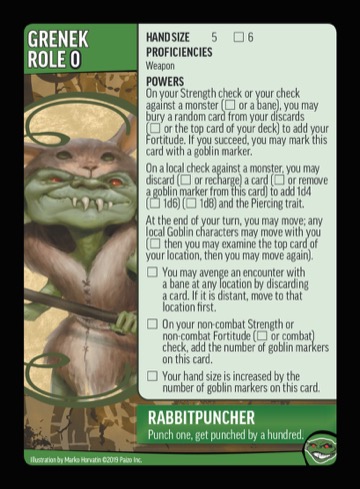 GRENEK
ROLE 0
HAND SIZE 5 □ 6
PROFICIENCIES
Weapon
POWERS
On your Strength check or your check
against a monster (□ or a bane), you may
bury a random card from your discards
(□ or the top card of your deck) to add your
Fortitude. If you succeed, you may mark this
card with a goblin marker.
On a local check against a monster, you may
discard (□ or recharge) a card (□ or remove
a goblin marker from this card) to add 1d4
(□ 1d6) (□ 1d8) and the Piercing trait.
At the end of your turn, you may move; any
local Goblin characters may move with you
(□ then you may examine the top card of
your location, then you may move again).
□ You may avenge an encounter with
a bane at any location by discarding
a card. If it is distant, move to that
location first.
□ On your non-combat Strength or
non-combat Fortitude (□ or combat)
check, add the number of goblin markers
on this card.
□ Your hand size is increased by the
number of goblin markers on this card.
RABBITPUNCHER
Punch one, get punched by a hundred.
Illustration by Marko Horvatin ©2019 Paizo Inc.